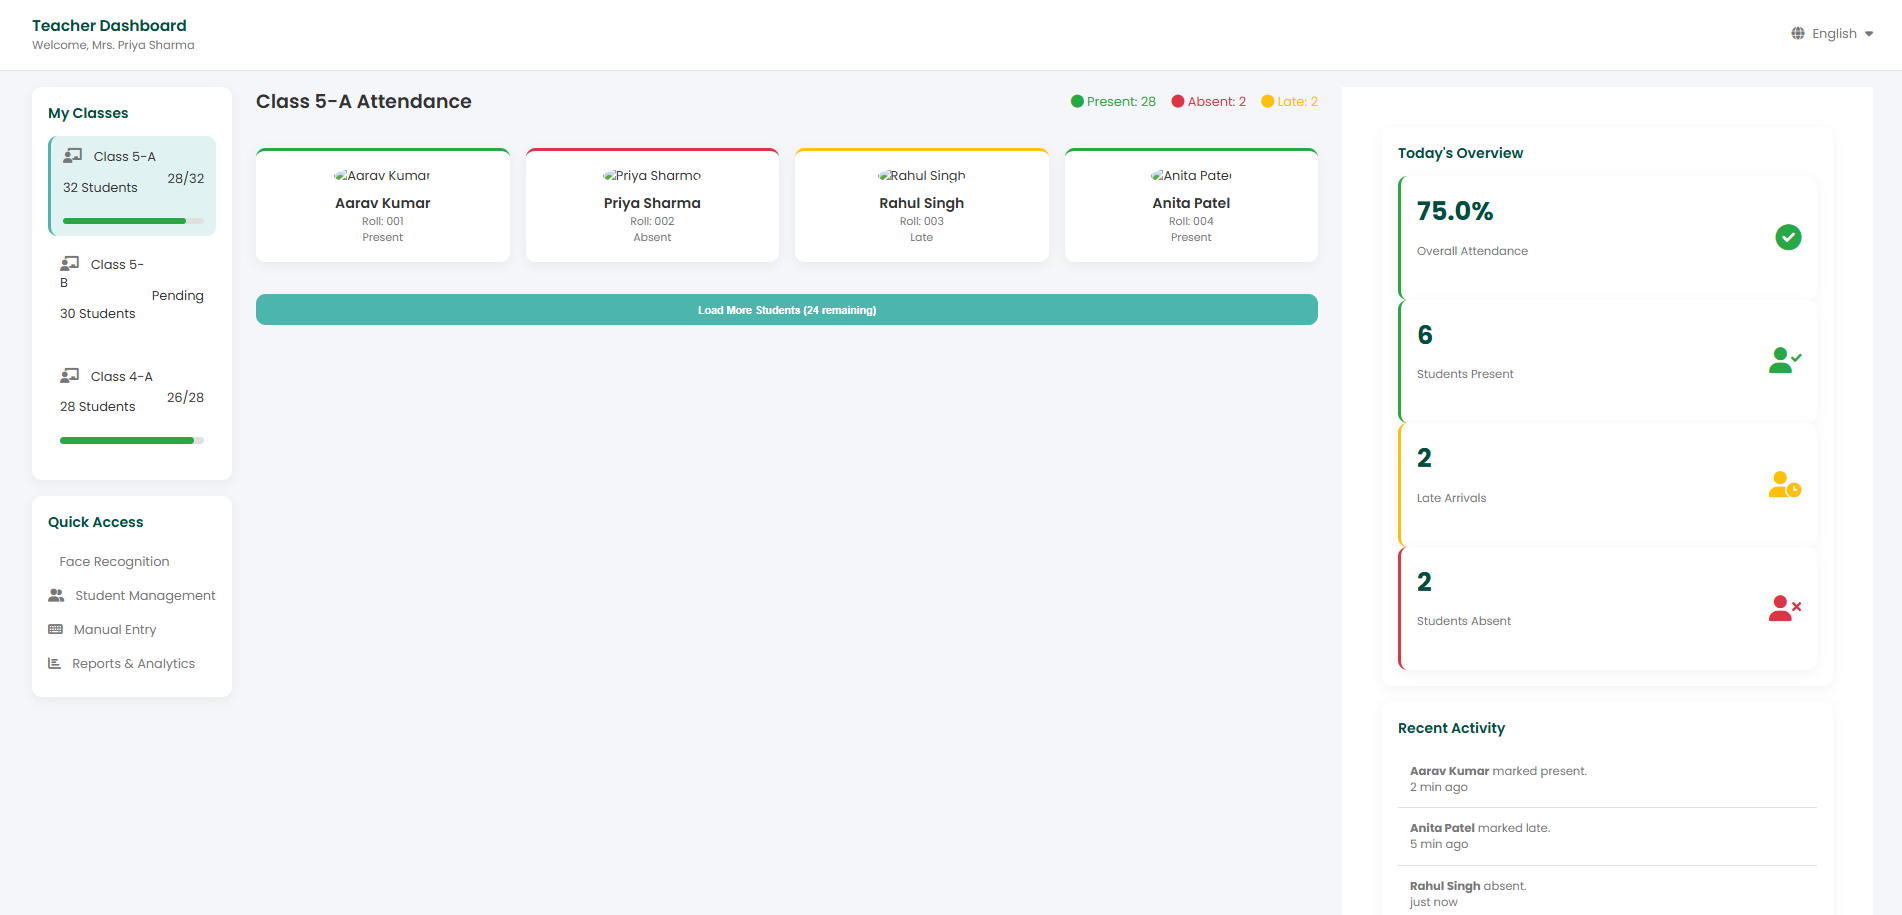 Teacher Dashboard
Welcome, Mrs. Priya Sharma
English
My Classes
Class 5-A
32 Students
28/32
Class 5-
B
30 Students
Pending
Class 4-A
28 Students
26/28
Quick Access
Face Recognition
Student Management
Manual Entry
Reports & Analytics
Class 5-A Attendance
Present: 28
Absent: 2
Late: 2
Aarav Kumar
Aarav Kumar
Roll: 001
Present
Priya Sharma
Priya Sharma
Roll: 002
Absent
Rahul Singh
Rahul Singh
Roll: 003
Late
Anita Patel
Anita Patel
Roll: 004
Present
Load More Students (24 remaining)
Today's Overview
75.0%
Overall Attendance
6
Students Present
2
Late Arrivals
2
Students Absent
Recent Activity
Aarav Kumar marked present.
2 min ago
Anita Patel marked late.
5 min ago
Rahul Singh absent.
just now